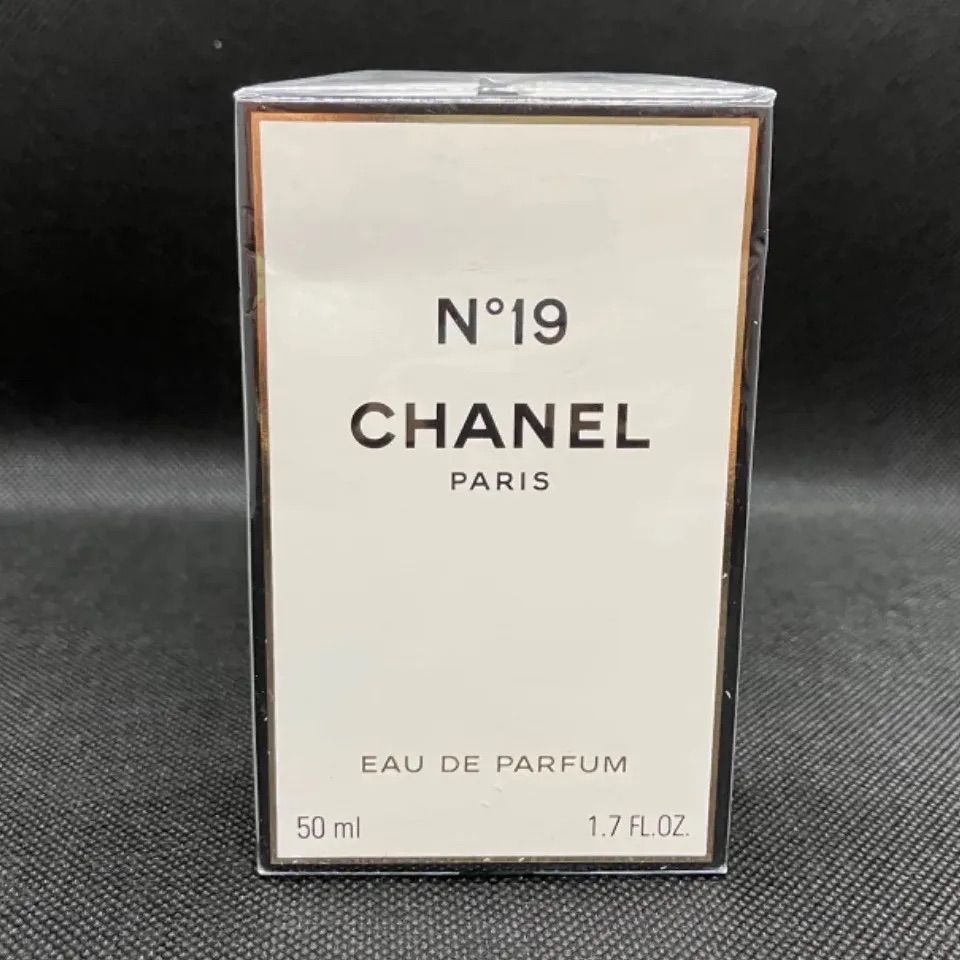 N°19
CHANEL
PARIS
EAU DE PARFUM
50 ml 1.7 FL.OZ.